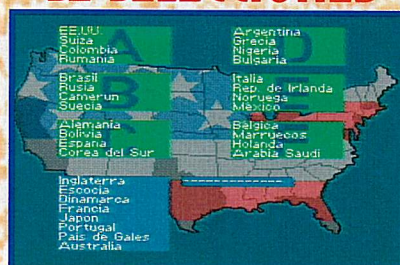 EE.UU.
Suiza
Colombia
Rumania
A
Brasil
Rusia
Camerun
Suecia
B
Alemania
Bolivia
España
Corea del Sur
Argentina
Grecia
Nigeria
Bulgaria
D
Italia
Rep. de Irlanda
Noruega
Mexico
E
Belgica
Marruecos
Holanda
Arabia Saudi
Inglaterra
Escocia
Dinamarca
Francia
Japon
Portugal
Pais de Gales
Australia